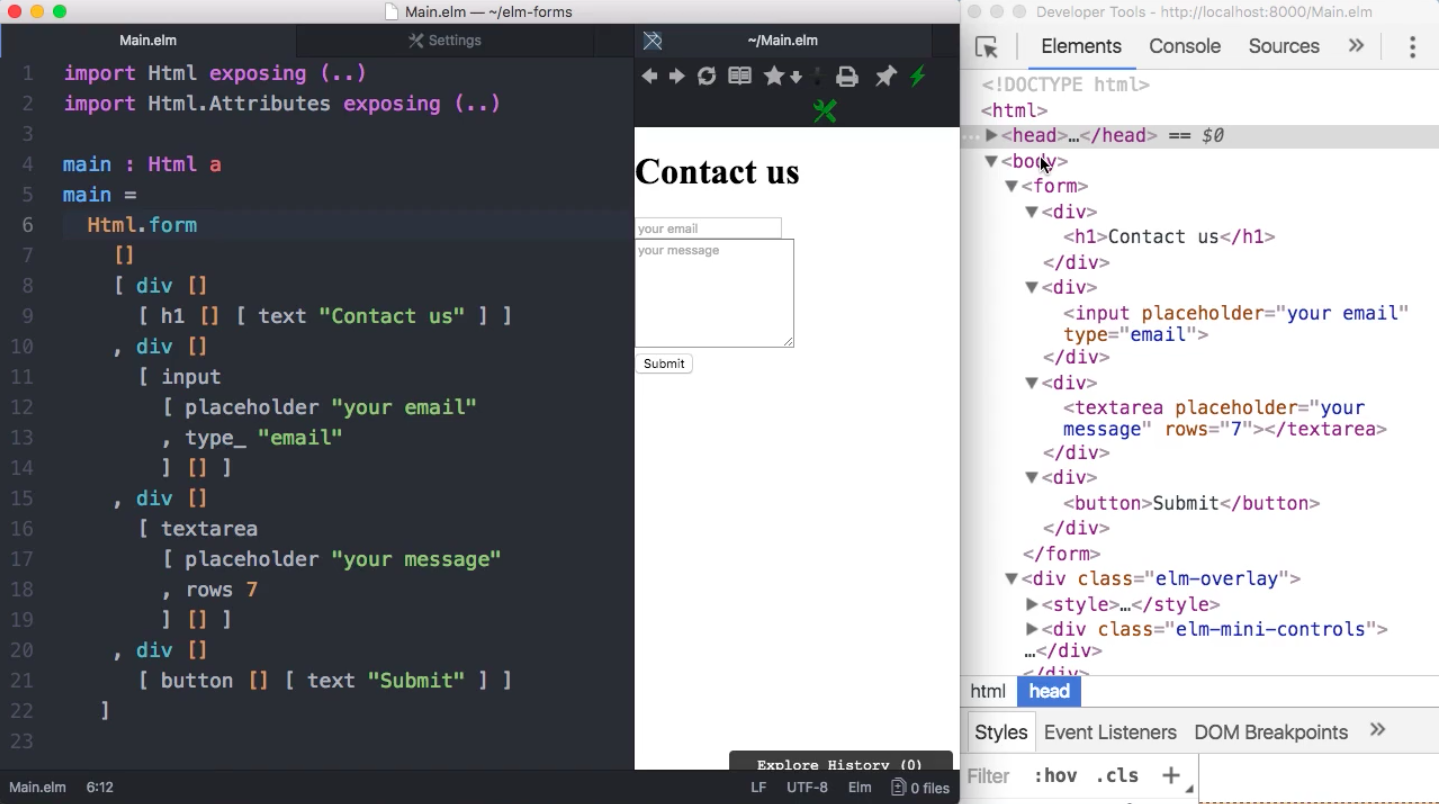 Main.elm — ~/elm-forms
Main.elm
Settings
1 import Html exposing (..)
2 import Html.Attributes exposing (..)
3
4 main : Html a
5 main =
6 Html.form
7 []
8 [ div []
9 [ h1 [] [ text "Contact us" ] ]
10 , div []
11 [ input
12 [ placeholder "your email"
13 , type_ "email"
14 ] [] ]
15 , div []
16 [ textarea
17 [ placeholder "your message"
18 , rows 7
19 ] [] ]
20 , div []
21 [ button [] [ text "Submit" ] ]
22 ]
23
Main.elm 6:12
LF UTF-8 Elm 0 files
~/Main.elm
Contact us
your email
your message
Submit
Explore History (0)
Developer Tools - http://localhost:8000/Main.elm
Elements Console Sources »
<!DOCTYPE html>
<html>
… ▶<head>…</head> == $0
▼<body>
▼<form>
▼<div>
<h1>Contact us</h1>
</div>
▼<div>
<input placeholder="your email"
type="email">
</div>
▼<div>
<textarea placeholder="your
message" rows="7"></textarea>
</div>
▼<div>
<button>Submit</button>
</div>
</form>
▼<div class="elm-overlay">
▶<style>…</style>
▶<div class="elm-mini-controls">
…</div>
</div>
html head
Styles Event Listeners DOM Breakpoints »
Filter :hov .cls +